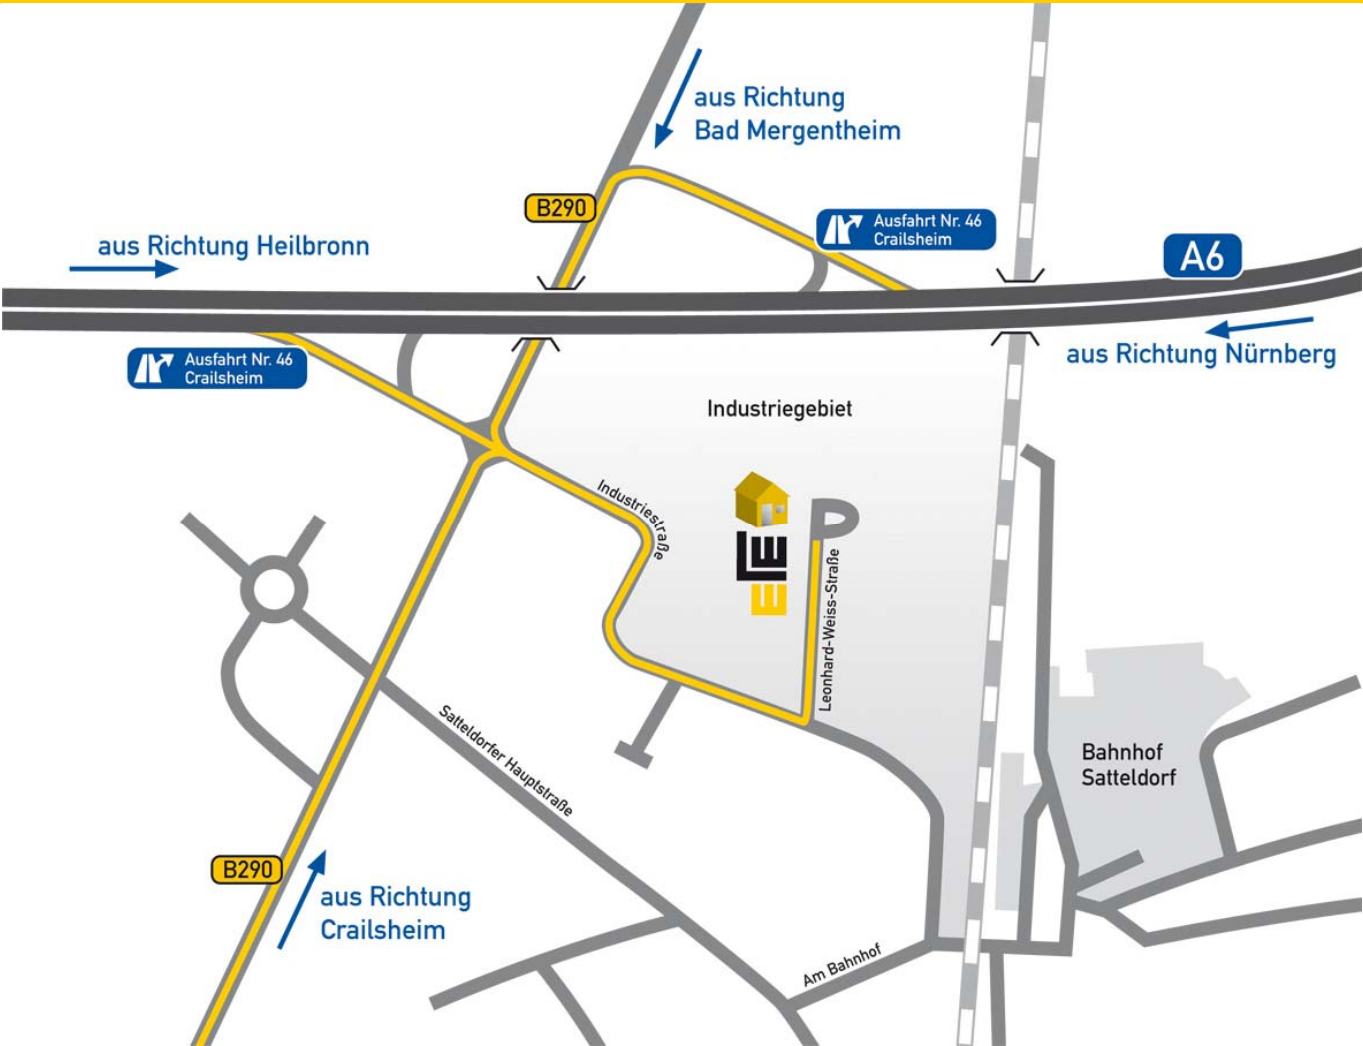 aus Richtung
Bad Mergentheim
B290
Ausfahrt Nr. 46
Crailsheim
aus Richtung Heilbronn
A6
aus Richtung Nürnberg
Ausfahrt Nr. 46
Crailsheim
Industriegebiet
Industriestraße
ELE
Leonhard-Weiss-Straße
Satteldorfer Hauptstraße
Bahnhof
Satteldorf
B290
aus Richtung
Crailsheim
Am Bahnhof